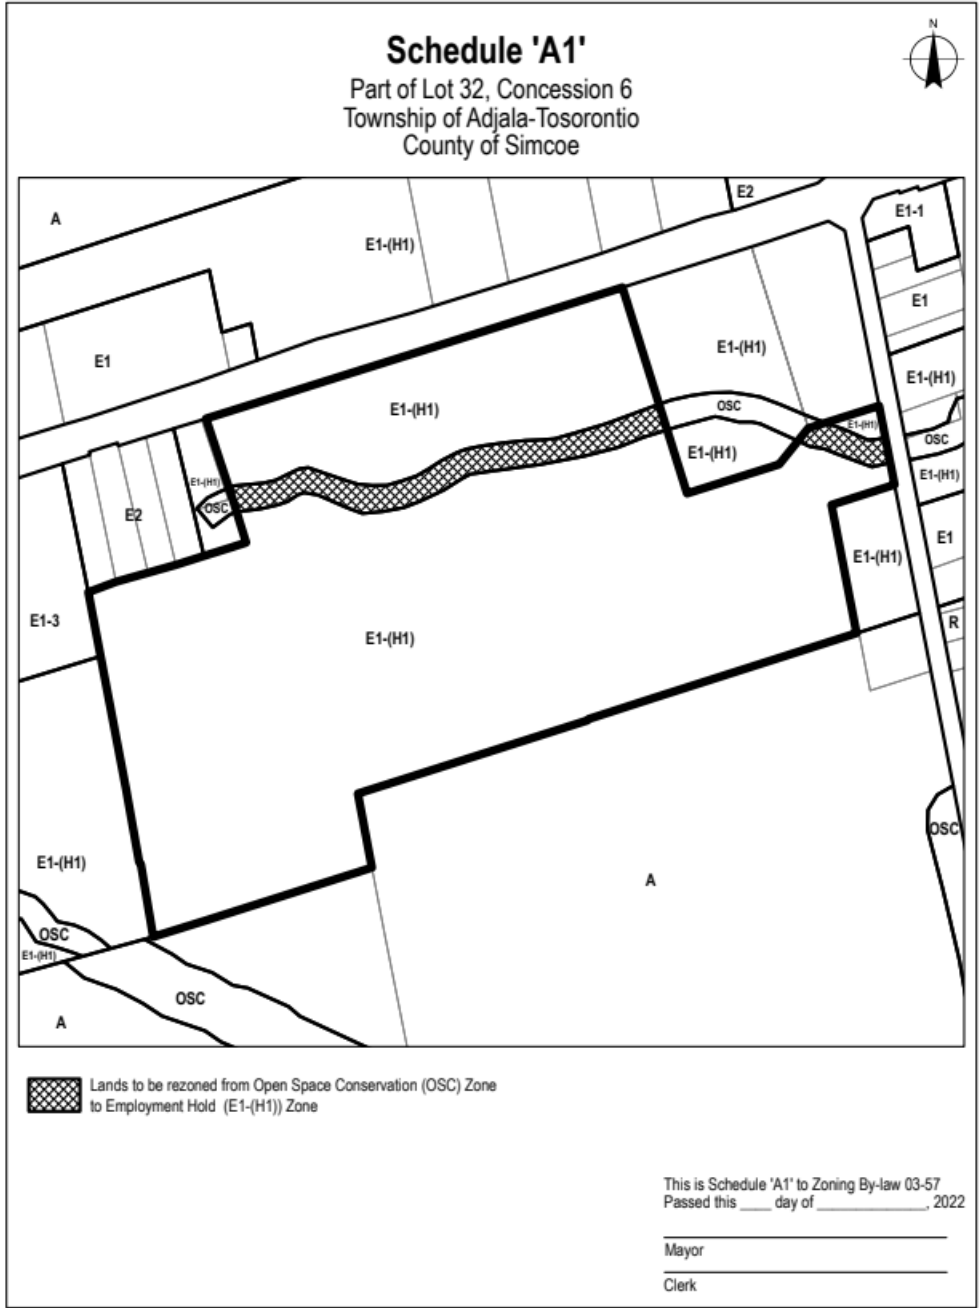 N
Schedule 'A1'
Part of Lot 32, Concession 6
Township of Adjala-Tosorontio
County of Simcoe
A
E2
E1-1
E1-(H1)
E1
E1-(H1)
E1
E1-(H1)
E1-(H1)
OSC
E1-(H1)
OSC
E1-(H1)
E1-(H1)
E1-(H1)
OSC
E2
E1
E1-(H1)
E1-3
R
E1-(H1)
OSC
E1-(H1)
A
OSC
E1-(H1)
OSC
A
Lands to be rezoned from Open Space Conservation (OSC) Zone
to Employment Hold (E1-(H1)) Zone
This is Schedule 'A1' to Zoning By-law 03-57
Passed this ____ day of ______________, 2022
Mayor
Clerk